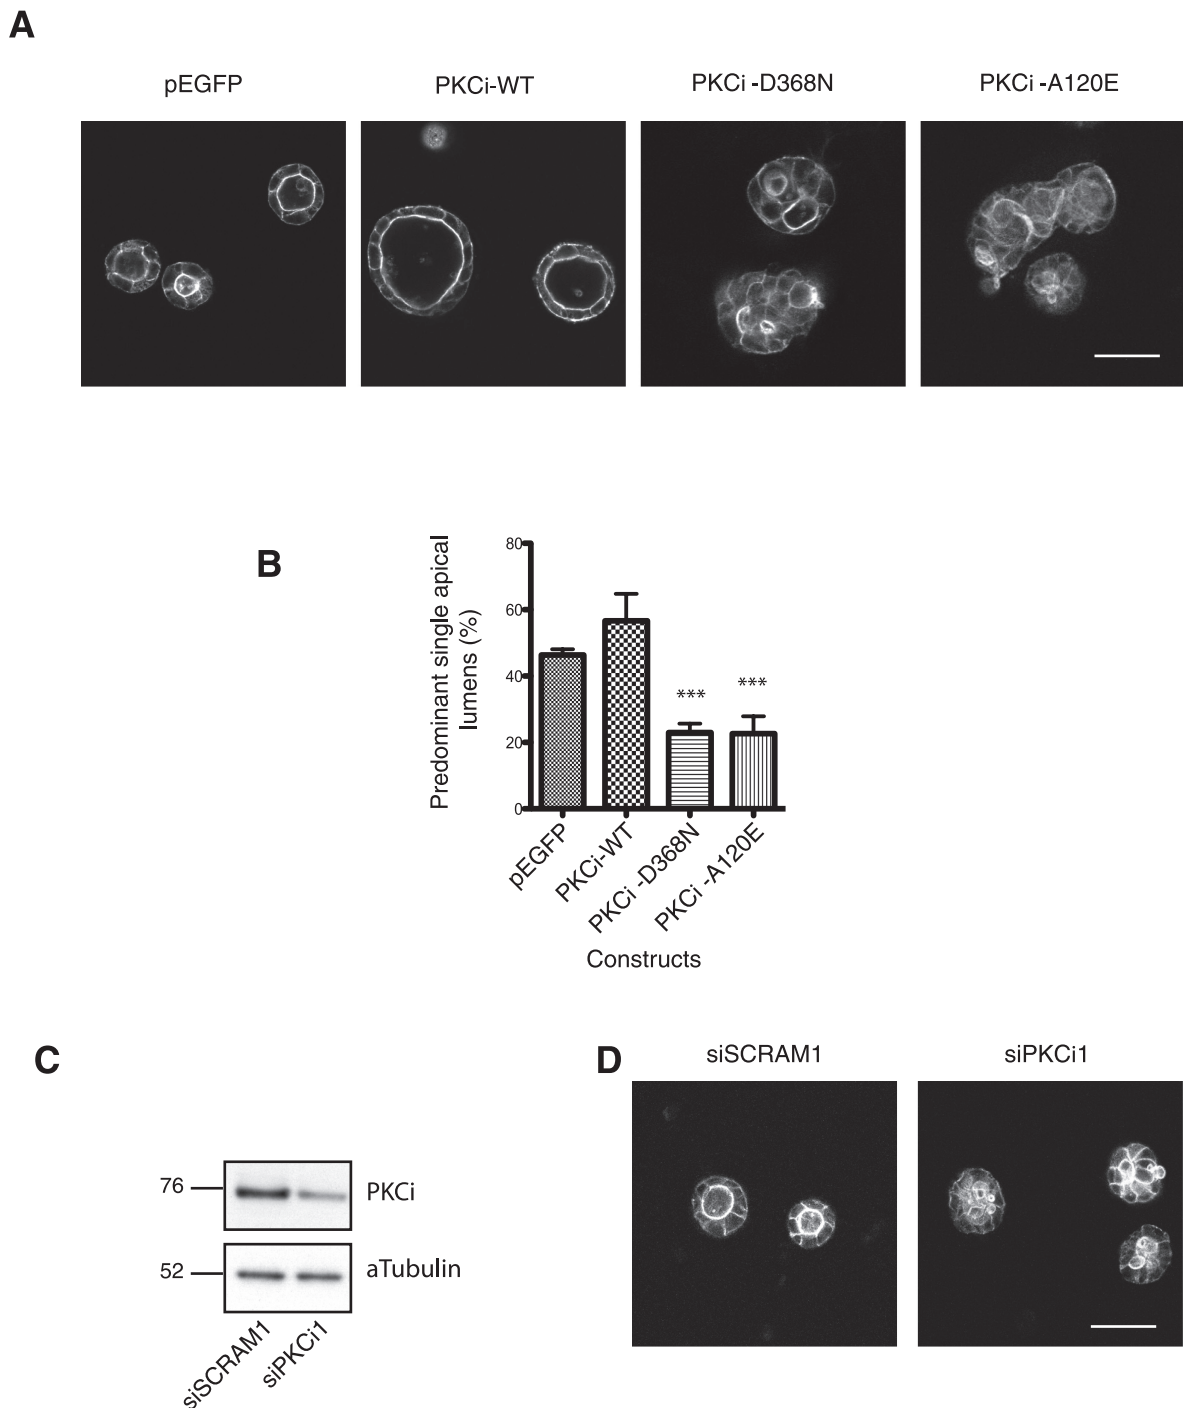 A
pEGFP
PKCi-WT
PKCi -D368N
PKCi -A120E
B
Predominant single apical
lumens (%)
80
60
40
20
0
***
***
pEGFP
PKCi-WT
PKCi -D368N
PKCi -A120E
Constructs
C
76
PKCi
52
aTubulin
siSCRAM1
siPKCi1
D
siSCRAM1
siPKCi1